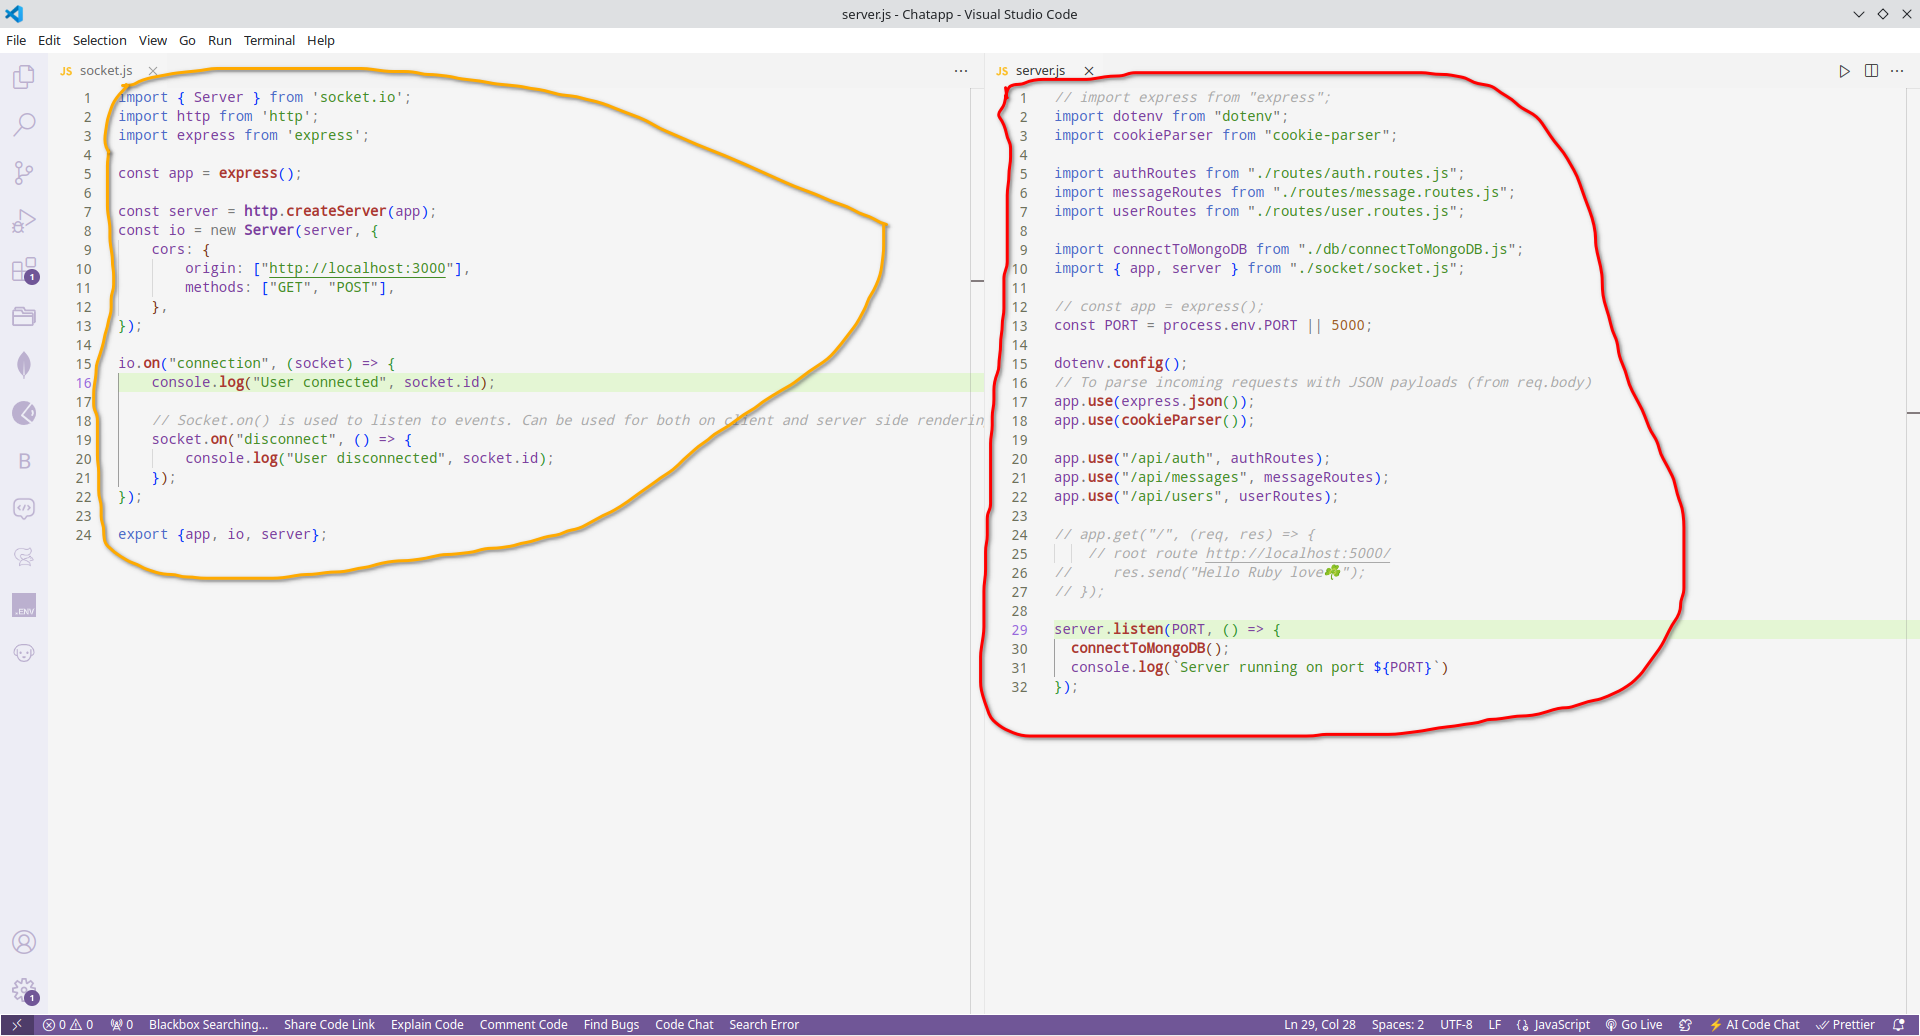 server.js - Chatapp - Visual Studio Code
File Edit Selection View Go Run Terminal Help
JS socket.js
1 import { Server } from 'socket.io';
2 import http from 'http';
3 import express from 'express';
4
5 const app = express();
6
7 const server = http.createServer(app);
8 const io = new Server(server, {
9 cors: {
10 origin: ["http://localhost:3000"],
11 methods: ["GET", "POST"],
12 },
13 });
14
15 io.on("connection", (socket) => {
16 console.log("User connected", socket.id);
17
18 // Socket.on() is used to listen to events. Can be used for both on client and server side renderin
19 socket.on("disconnect", () => {
20 console.log("User disconnected", socket.id);
21 });
22 });
23
24 export {app, io, server};
JS server.js
1 // import express from "express";
2 import dotenv from "dotenv";
3 import cookieParser from "cookie-parser";
4
5 import authRoutes from "./routes/auth.routes.js";
6 import messageRoutes from "./routes/message.routes.js";
7 import userRoutes from "./routes/user.routes.js";
8
9 import connectToMongoDB from "./db/connectToMongoDB.js";
10 import { app, server } from "./socket/socket.js";
11
12 // const app = express();
13 const PORT = process.env.PORT || 5000;
14
15 dotenv.config();
16 // To parse incoming requests with JSON payloads (from req.body)
17 app.use(express.json());
18 app.use(cookieParser());
19
20 app.use("/api/auth", authRoutes);
21 app.use("/api/messages", messageRoutes);
22 app.use("/api/users", userRoutes);
23
24 // app.get("/", (req, res) => {
25 // root route http://localhost:5000/
26 // res.send("Hello Ruby love☘️");
27 // });
28
29 server.listen(PORT, () => {
30 connectToMongoDB();
31 console.log(`Server running on port ${PORT}`)
32 });
1
B
.ENV
1
0 0 0 Blackbox Searching... Share Code Link Explain Code Comment Code Find Bugs Code Chat Search Error Ln 29, Col 28 Spaces: 2 UTF-8 LF {} JavaScript Go Live AI Code Chat Prettier